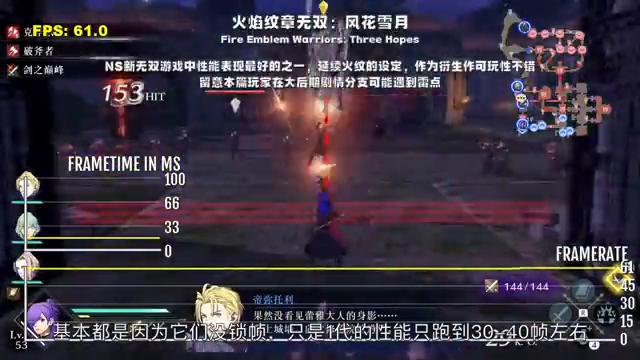 火焰纹章无双：风花雪月
Fire Emblem Warriors: Three Hopes
NS新无双游戏中性能表现最好的之一，延续火纹的设定，作为衍生作可玩性不错
留意本篇玩家在大后期剧情分支可能遇到雷点
FPS: 61.0
破斧者
剑之巅峰
153 HIT
FRAMETIME IN MS
100
66
33
0
FRAMERATE
61
45
30
15
0
144/144
帝弥托利
果然没看见蕾雅大人的身影……
Lv.
53
基本都是因为它们没锁帧，只是1代的性能只跑到30-40帧左右